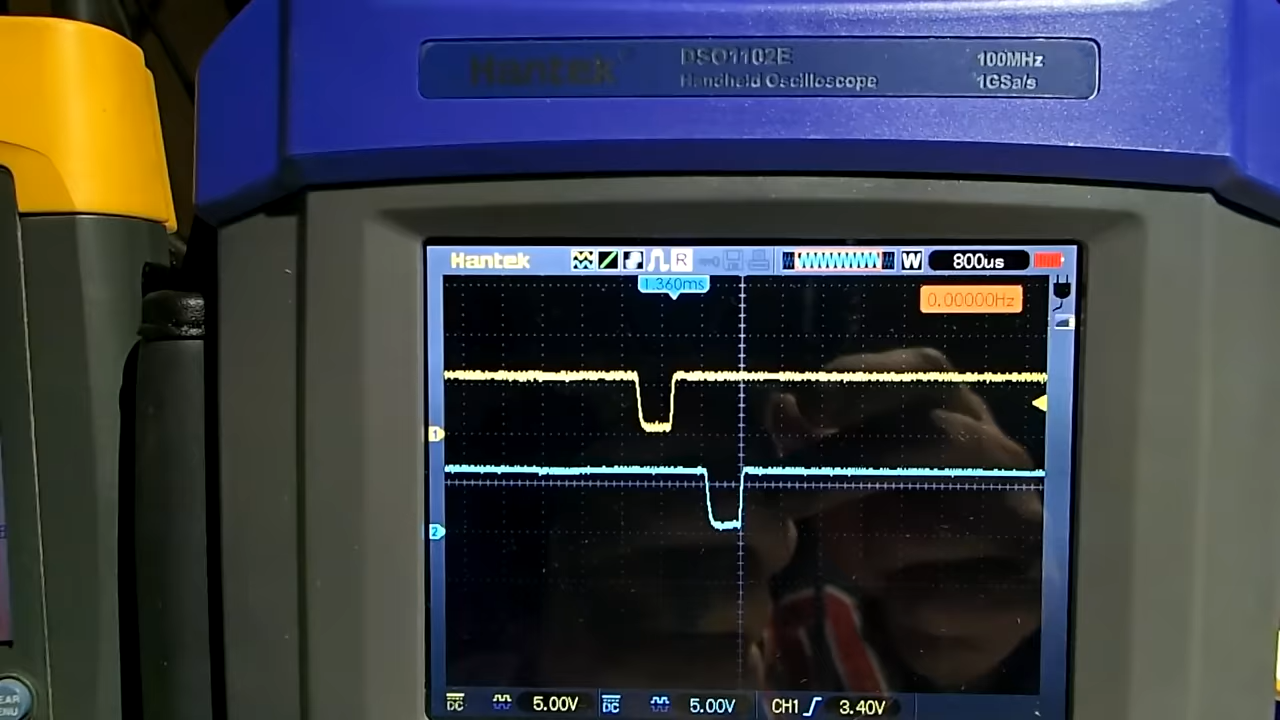 Hantek DSO1102E 100MHz
Handheld Oscilloscope 1GSa/s
Hantek R W 800us
1.360ms
0.00000Hz
1
2
DC 5.00V DC 5.00V CH1 3.40V